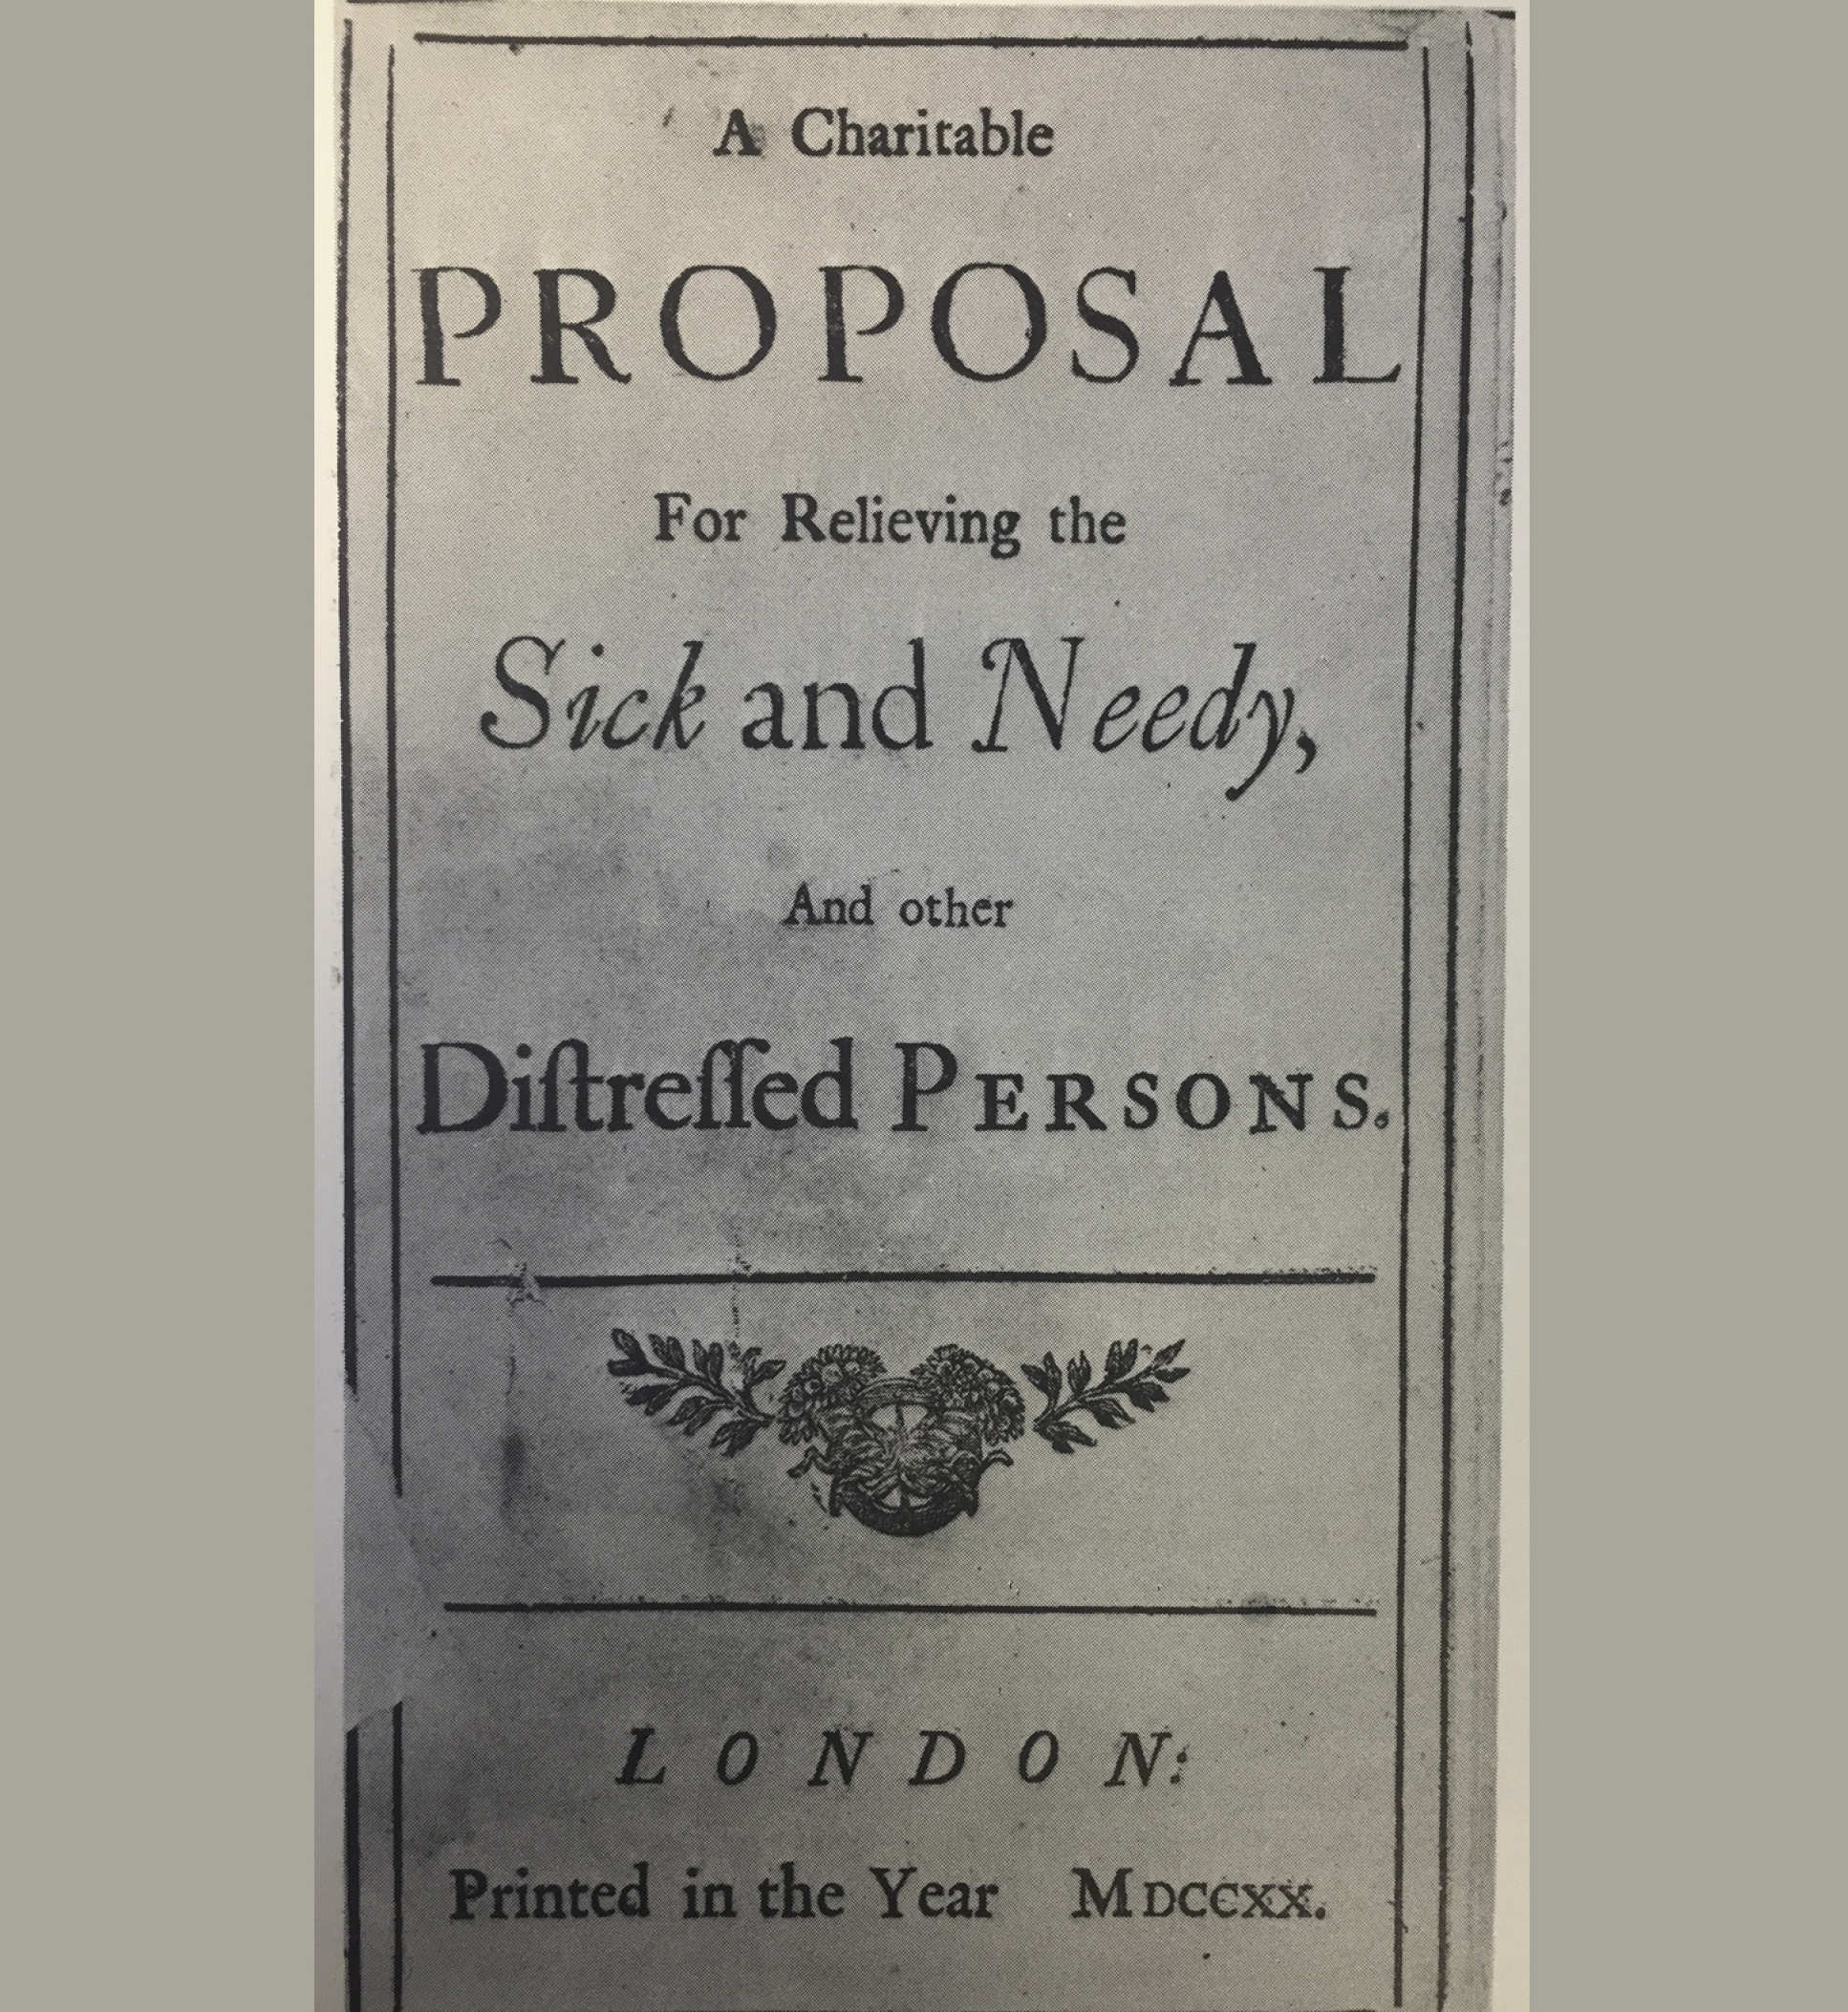 A Charitable
PROPOSAL
For Relieving the
Sick and Needy,
And other
Diſtreſſed PERSONS.
LONDON:
Printed in the Year MDCCXX.